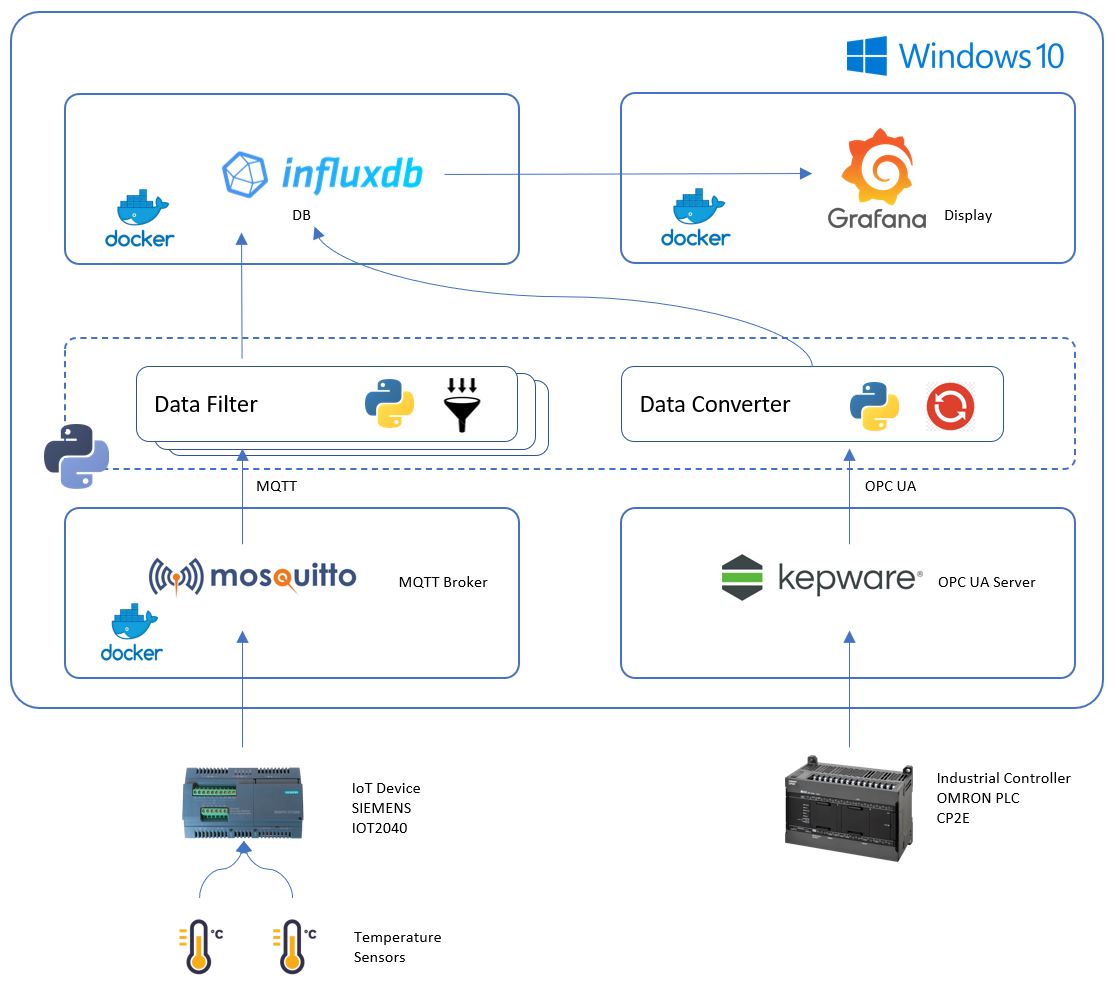 Windows 10
influxdb
DB
docker
Grafana
Display
docker
Data Filter
Data Converter
MQTT
OPC UA
mosquitto
MQTT Broker
docker
kepware®
OPC UA Server
IoT Device
SIEMENS
IOT2040
Industrial Controller
OMRON PLC
CP2E
°C
°C
Temperature
Sensors